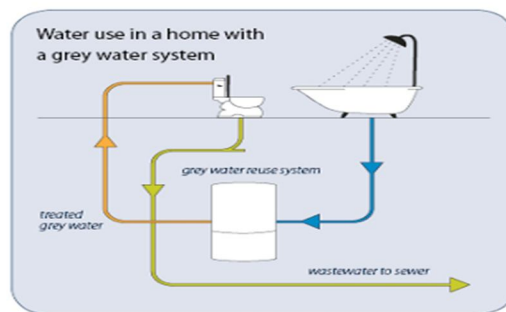 Water use in a home with
a grey water system
grey water reuse system
treated
grey water
wastewater to sewer